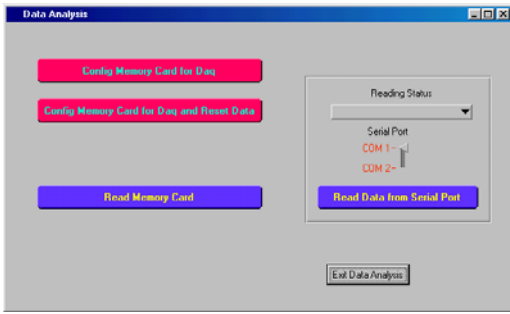 Data Analysis
Config Memory Card for Daq
Config Memory Card for Daq and Reset Data
Read Memory Card
Reading Status
Serial Port
COM 1-
COM 2-
Read Data from Serial Port
Exit Data Analysis